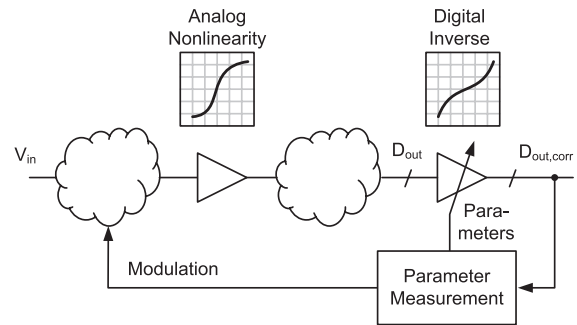 Analog
Nonlinearity
Digital
Inverse
V_in
D_out
D_out,corr
Para-
meters
Modulation
Parameter
Measurement